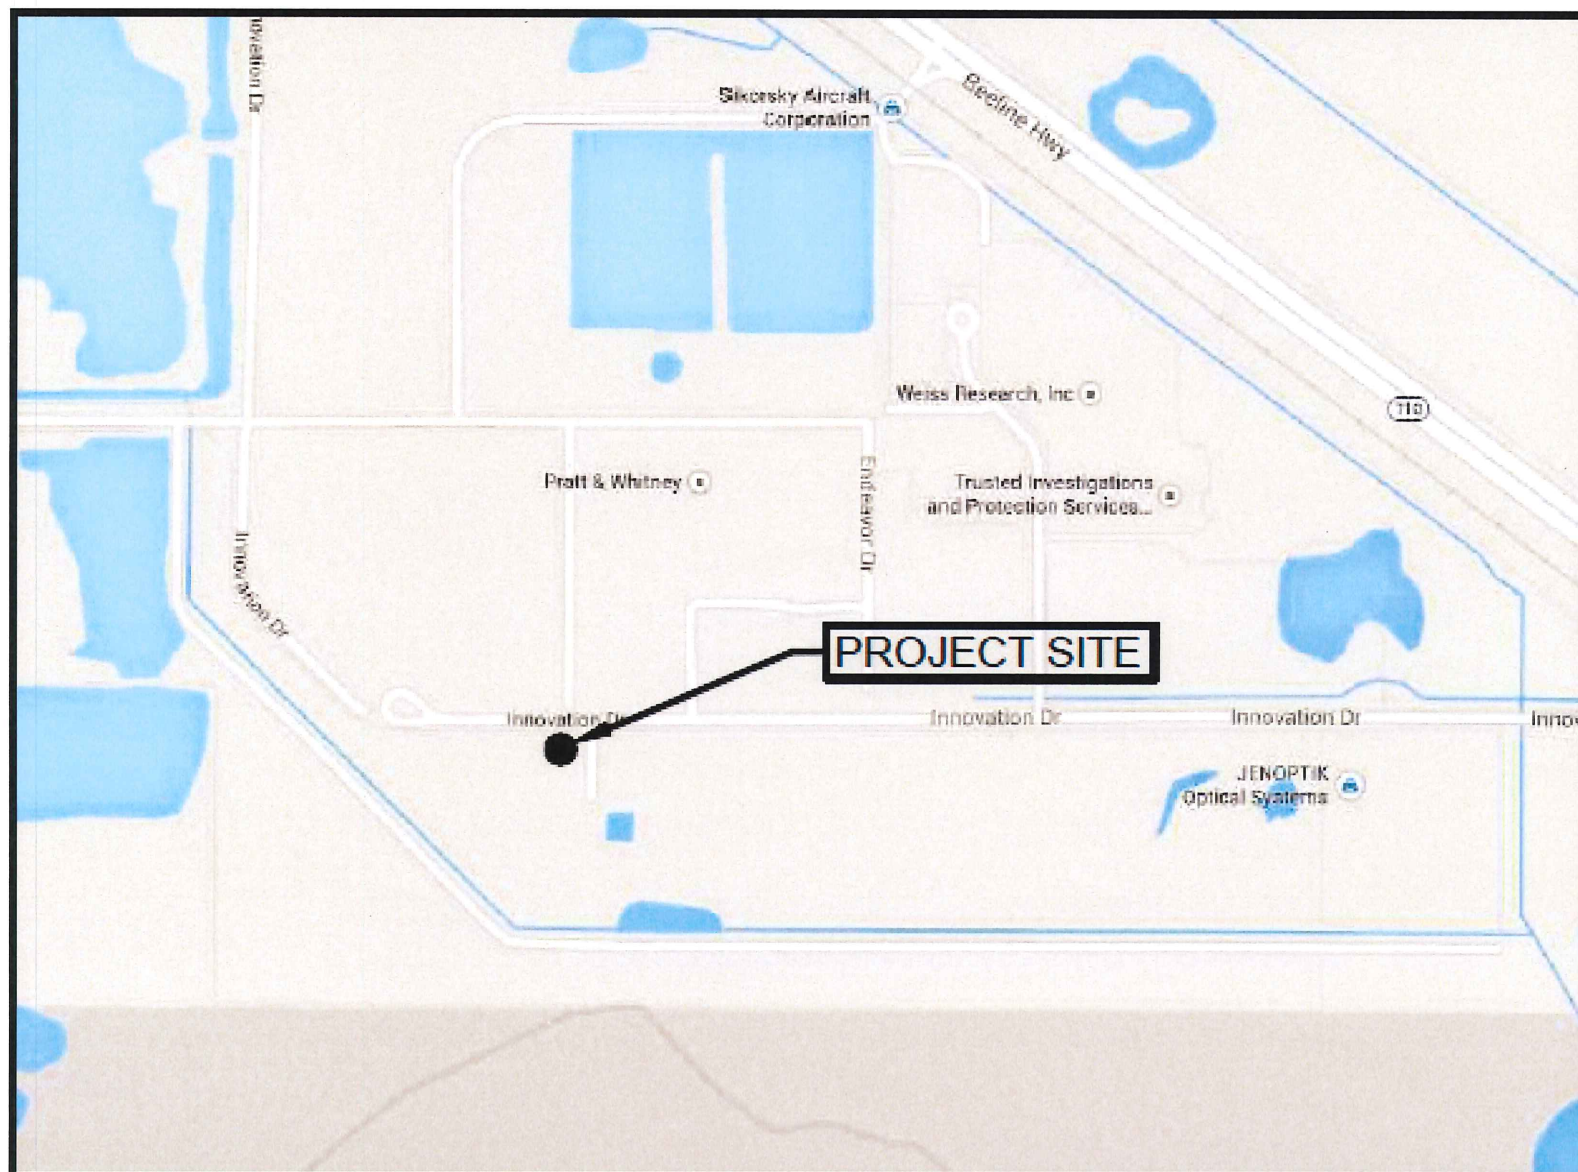 Innovation Dr
Sikorsky Aircraft
Corporation
Beeline Hwy
Weiss Research, Inc
710
Pratt & Whitney
Endeavor Dr
Trusted Investigations
and Protection Services...
Innovation Dr
PROJECT SITE
Innovation Dr
Innovation Dr
Innovation Dr
Innov
JENOPTIK
Optical Systems